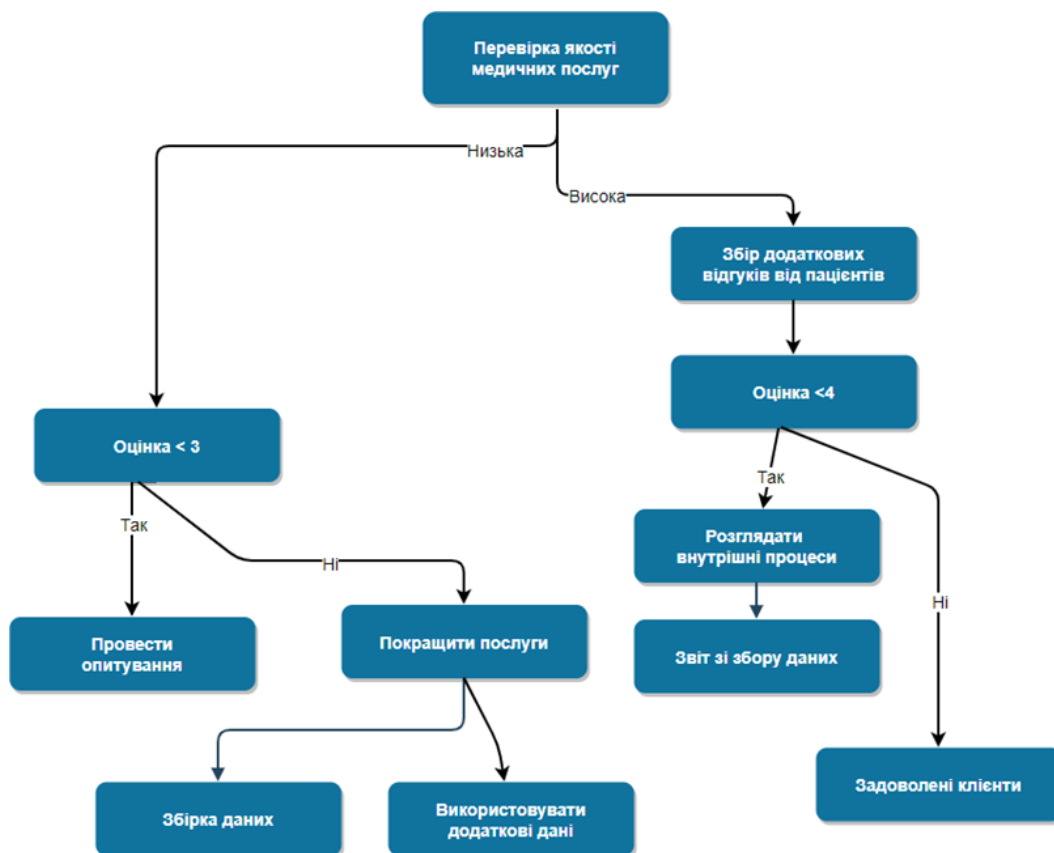 Перевірка якості
медичних послуг
Низька
Висока
Збір додаткових
відгуків від пацієнтів
Оцінка <4
Оцінка < 3
Так
Так
Розглядати
внутрішні процеси
Ні
Ні
Провести
опитування
Покращити послуги
Звіт зі збору даних
Збірка даних
Використовувати
додаткові дані
Задоволені клієнти